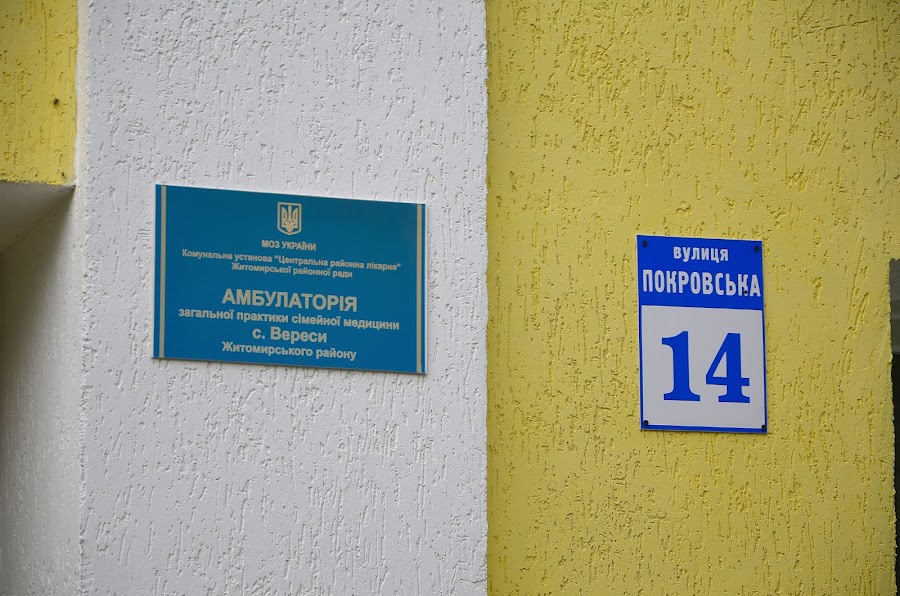 МОЗ УКРАЇНИ
Комунальна установа "Центральна районна лікарня"
Житомирської районної ради
АМБУЛАТОРІЯ
загальної практики сімейної медицини
с. Вереси
Житомирського району
вулиця
ПОКРОВСЬКА
14